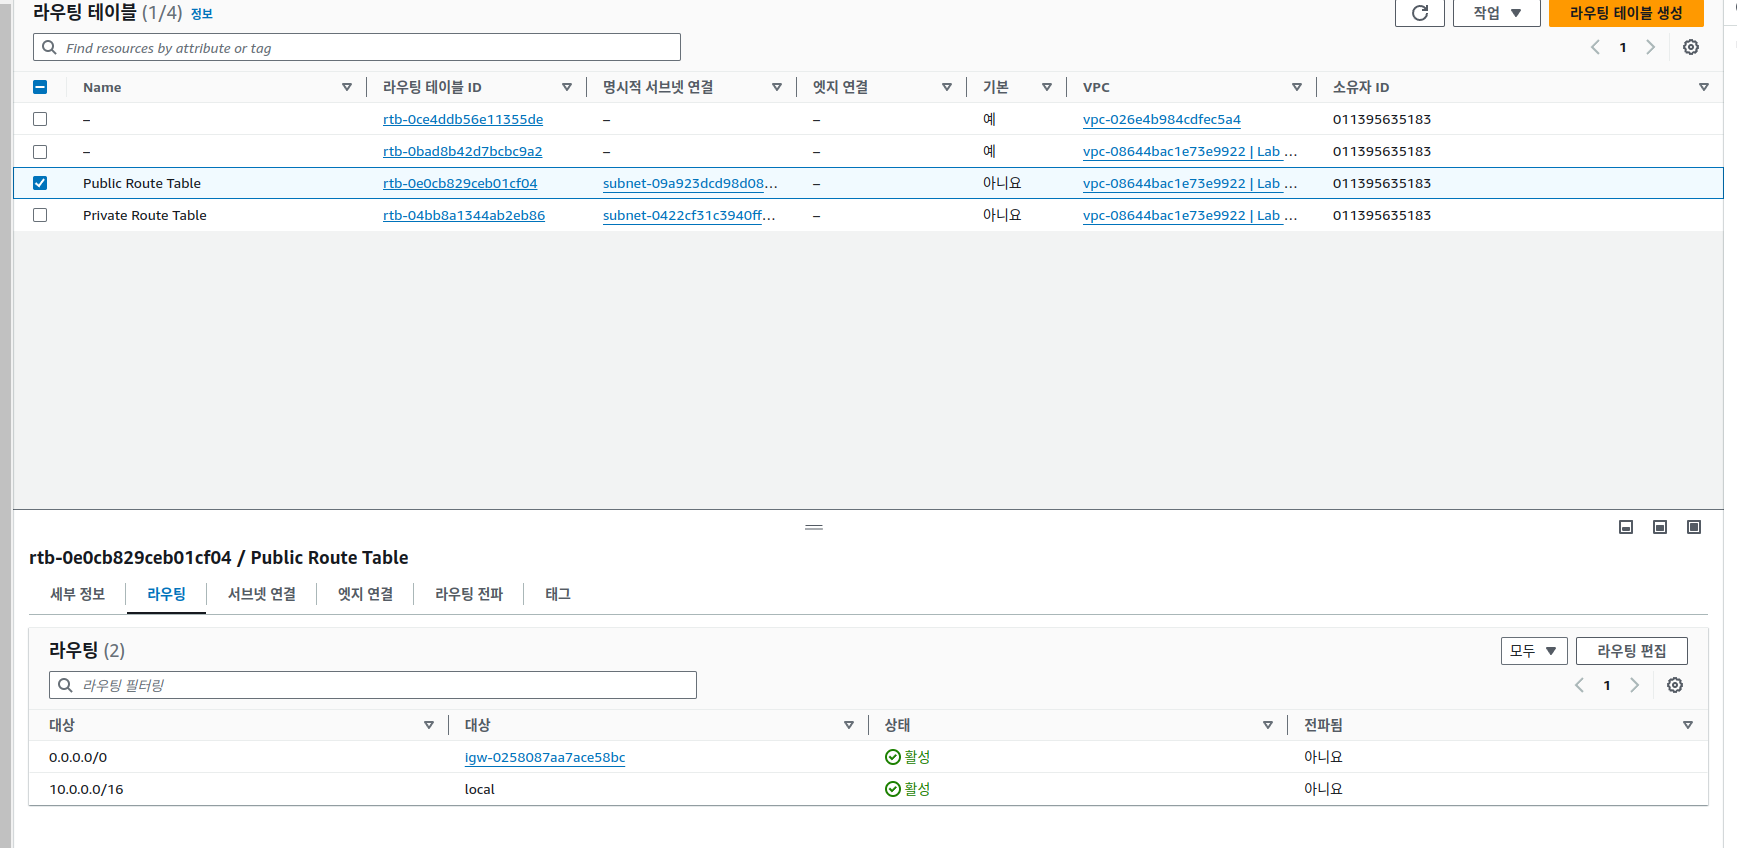 라우팅 테이블 (1/4) 정보
작업
라우팅 테이블 생성
Find resources by attribute or tag
1
Name 라우팅 테이블 ID 명시적 서브넷 연결 엣지 연결 기본 VPC 소유자 ID
– rtb-0ce4ddb56e11355de – – 예 vpc-026e4b984cdfec5a4 011395635183
– rtb-0bad8b42d7bcbc9a2 – – 예 vpc-08644bac1e73e9922 | Lab ... 011395635183
Public Route Table rtb-0e0cb829ceb01cf04 subnet-09a923dcd98d08... – 아니요 vpc-08644bac1e73e9922 | Lab ... 011395635183
Private Route Table rtb-04bb8a1344ab2eb86 subnet-0422cf31c3940ff... – 아니요 vpc-08644bac1e73e9922 | Lab ... 011395635183
rtb-0e0cb829ceb01cf04 / Public Route Table
세부 정보 라우팅 서브넷 연결 엣지 연결 라우팅 전파 태그
라우팅 (2)
모두
라우팅 편집
라우팅 필터링
1
대상 대상 상태 전파됨
0.0.0.0/0 igw-0258087aa7ace58bc 활성 아니요
10.0.0.0/16 local 활성 아니요